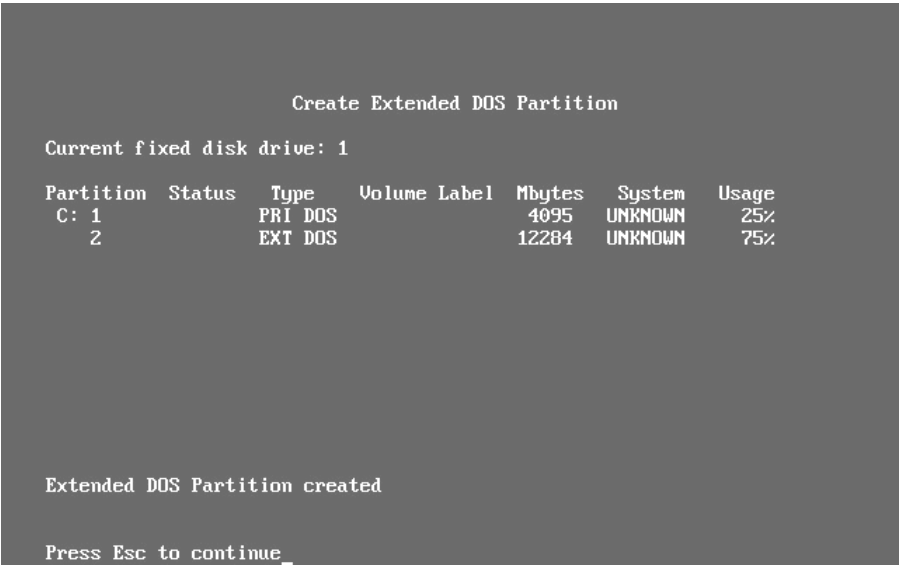 Create Extended DOS Partition
Current fixed disk drive: 1
Partition Status Type Volume Label Mbytes System Usage
C: 1 PRI DOS 4095 UNKNOWN 25%
2 EXT DOS 12284 UNKNOWN 75%
Extended DOS Partition created
Press Esc to continue_